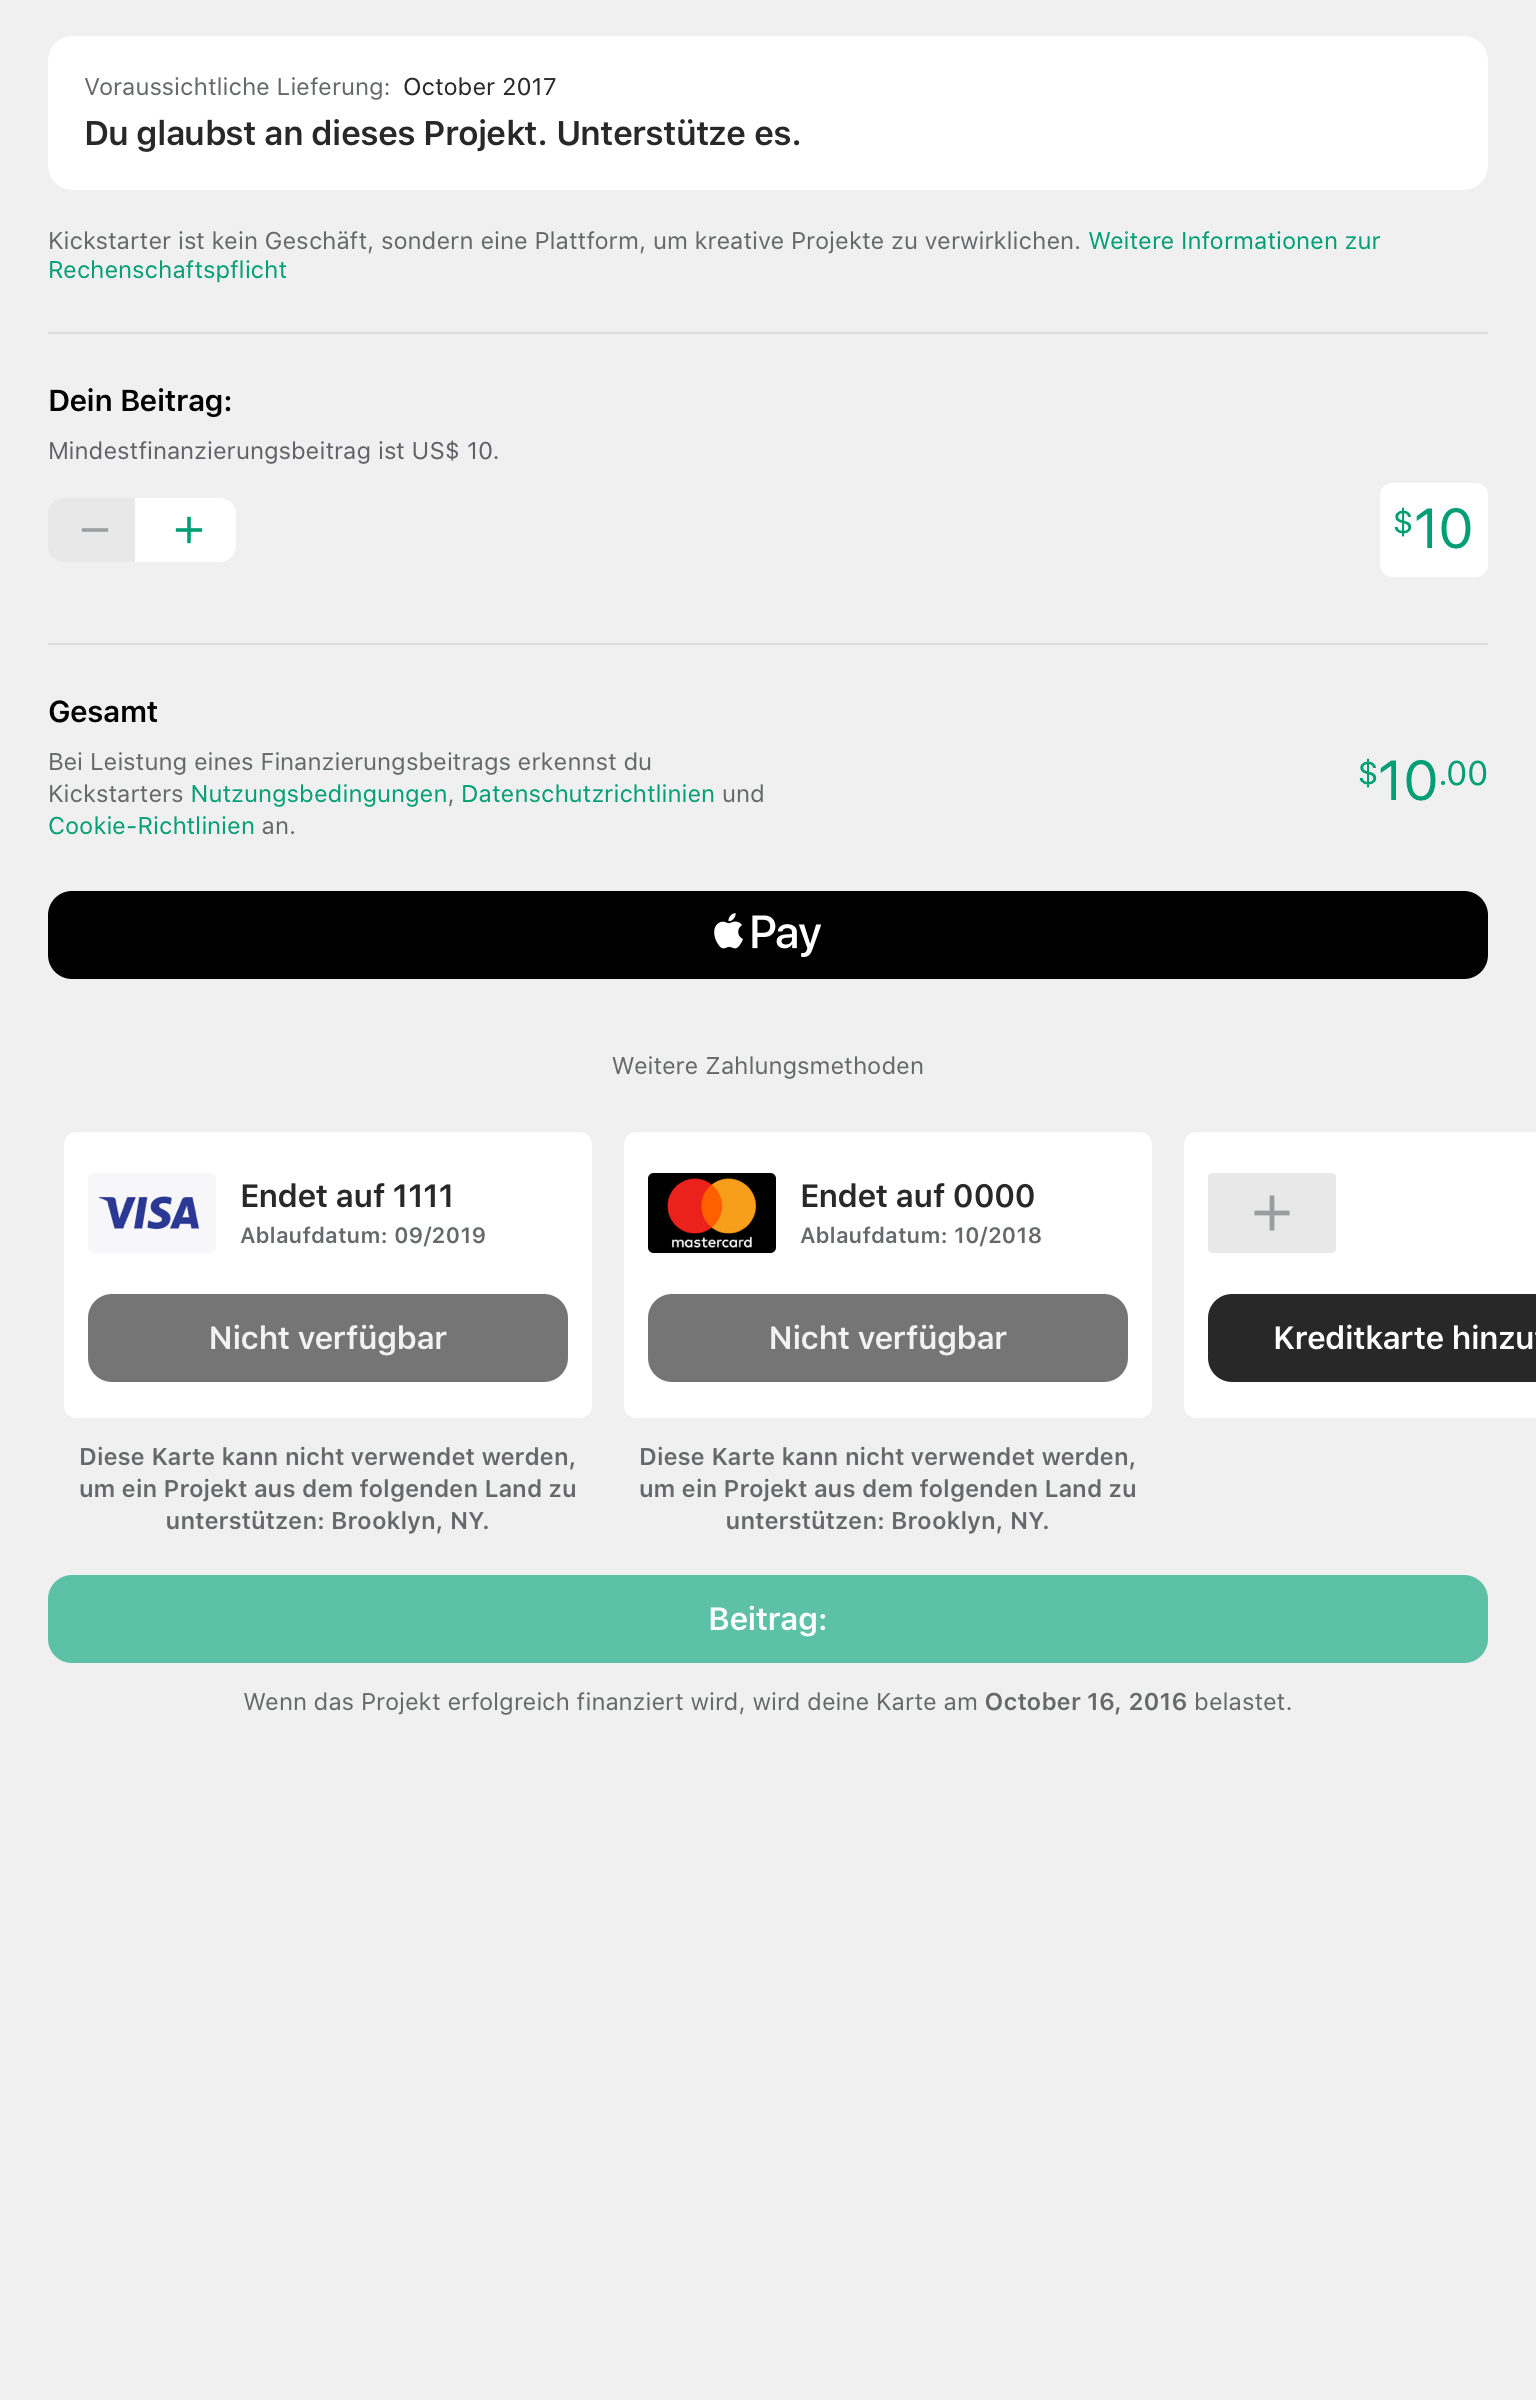 Voraussichtliche Lieferung: October 2017
Du glaubst an dieses Projekt. Unterstütze es.
Kickstarter ist kein Geschäft, sondern eine Plattform, um kreative Projekte zu verwirklichen. Weitere Informationen zur
Rechenschaftspflicht
Dein Beitrag:
Mindestfinanzierungsbeitrag ist US$ 10.
$10
Gesamt
Bei Leistung eines Finanzierungsbeitrags erkennst du
Kickstarters Nutzungsbedingungen, Datenschutzrichtlinien und
Cookie-Richtlinien an.
$10.00
Pay
Weitere Zahlungsmethoden
VISA
Endet auf 1111
Ablaufdatum: 09/2019
Nicht verfügbar
Diese Karte kann nicht verwendet werden,
um ein Projekt aus dem folgenden Land zu
unterstützen: Brooklyn, NY.
mastercard
Endet auf 0000
Ablaufdatum: 10/2018
Nicht verfügbar
Diese Karte kann nicht verwendet werden,
um ein Projekt aus dem folgenden Land zu
unterstützen: Brooklyn, NY.
Kreditkarte
Beitrag:
Wenn das Projekt erfolgreich finanziert wird, wird deine Karte am October 16, 2016 belastet.